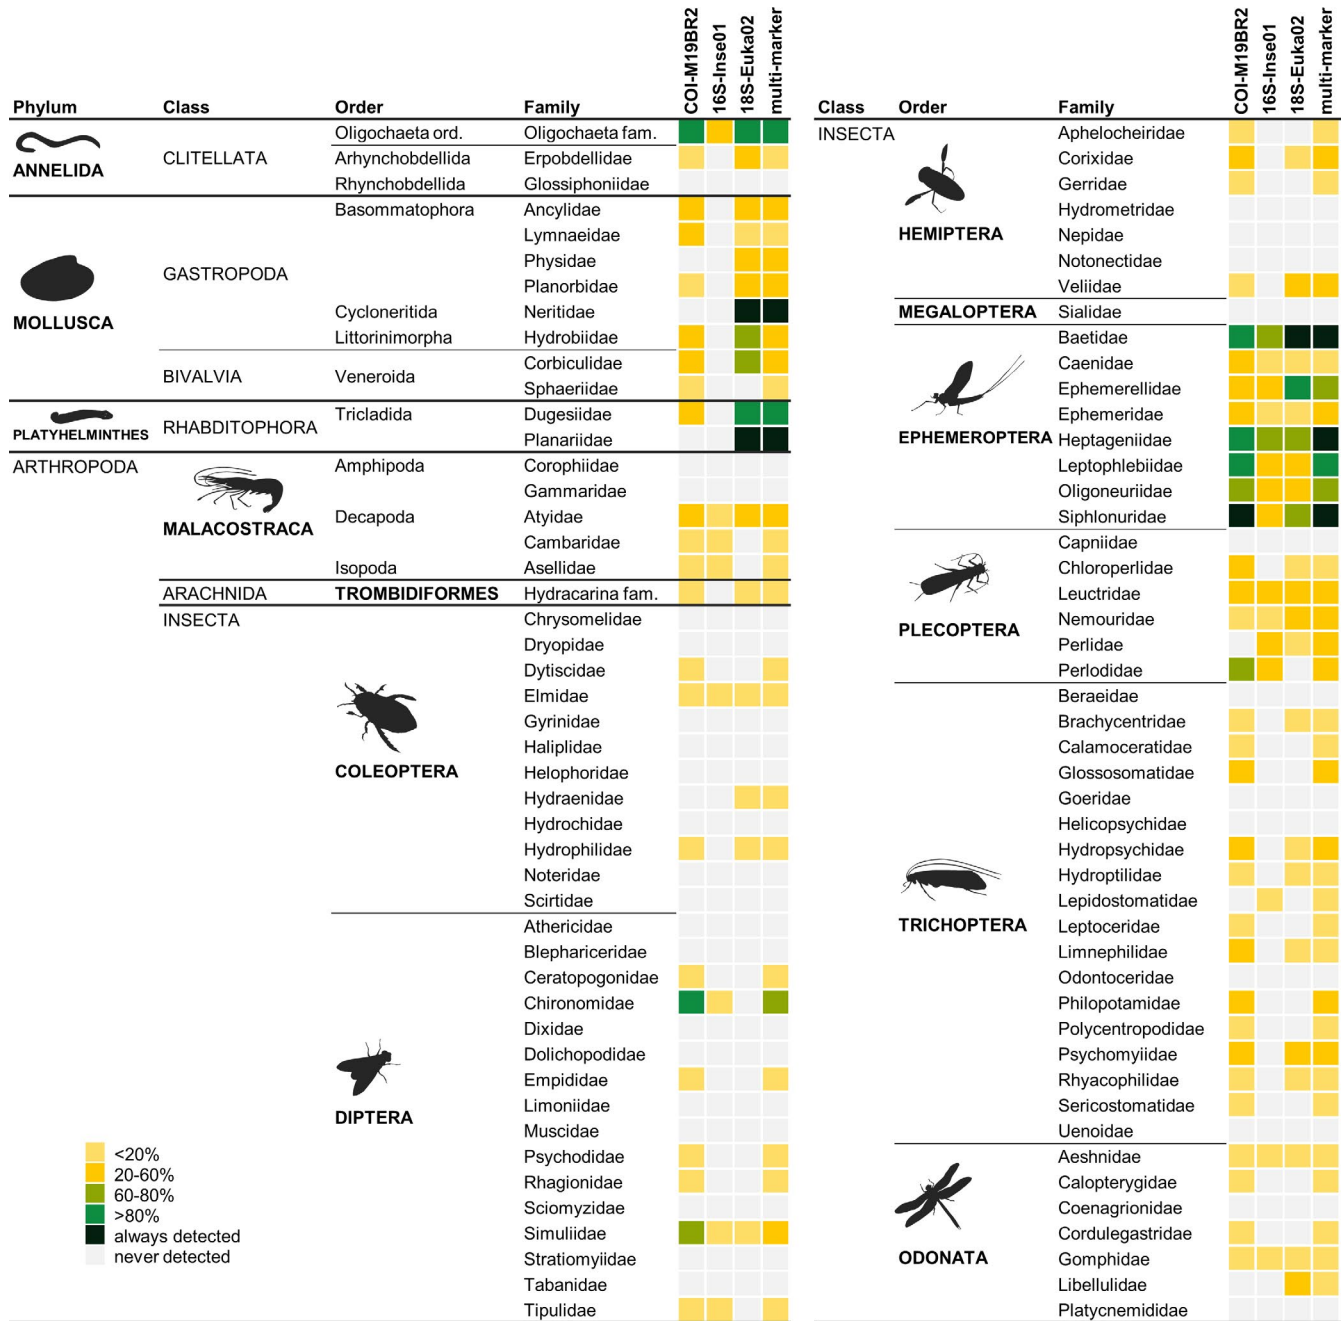 COI-M19BR2
16S-Inse01
18S-Euka02
multi-marker
Phylum Class Order Family
Oligochaeta ord. Oligochaeta fam.
ANNELIDA CLITELLATA Arhynchobdellida Erpobdellidae
Rhynchobdellida Glossiphoniidae
Basommatophora Ancylidae
Lymnaeidae
Physidae
GASTROPODA
Planorbidae
MOLLUSCA Cycloneritida Neritidae
Littorinimorpha Hydrobiidae
Corbiculidae
BIVALVIA Veneroida
Sphaeriidae
Tricladida Dugesiidae
PLATYHELMINTHES RHABDITOPHORA
Planariidae
ARTHROPODA Amphipoda Corophiidae
Gammaridae
MALACOSTRACA Decapoda Atyidae
Cambaridae
Isopoda Asellidae
ARACHNIDA TROMBIDIFORMES Hydracarina fam.
INSECTA Chrysomelidae
Dryopidae
Dytiscidae
Elmidae
Gyrinidae
Haliplidae
COLEOPTERA Helophoridae
Hydraenidae
Hydrochidae
Hydrophilidae
Noteridae
Scirtidae
Athericidae
Blephariceridae
Ceratopogonidae
Chironomidae
Dixidae
Dolichopodidae
Empididae
Limoniidae
DIPTERA Muscidae
Psychodidae
Rhagionidae
Sciomyzidae
Simuliidae
Stratiomyiidae
Tabanidae
Tipulidae
<20%
20-60%
60-80%
>80%
always detected
never detected
COI-M19BR2
16S-Inse01
18S-Euka02
multi-marker
Class Order Family
INSECTA Aphelocheiridae
Corixidae
Gerridae
Hydrometridae
HEMIPTERA Nepidae
Notonectidae
Veliidae
MEGALOPTERA Sialidae
Baetidae
Caenidae
Ephemerellidae
Ephemeridae
EPHEMEROPTERA Heptageniidae
Leptophlebiidae
Oligoneuriidae
Siphlonuridae
Capniidae
Chloroperlidae
Leuctridae
PLECOPTERA Nemouridae
Perlidae
Perlodidae
Beraeidae
Brachycentridae
Calamoceratidae
Glossosomatidae
Goeridae
Helicopsychidae
Hydropsychidae
Hydroptilidae
Lepidostomatidae
TRICHOPTERA Leptoceridae
Limnephilidae
Odontoceridae
Philopotamidae
Polycentropodidae
Psychomyiidae
Rhyacophilidae
Sericostomatidae
Uenoidae
Aeshnidae
Calopterygidae
Coenagrionidae
Cordulegastridae
ODONATA Gomphidae
Libellulidae
Platycnemididae